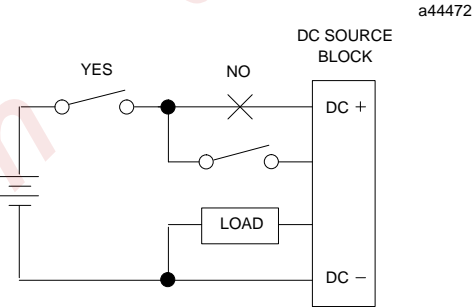 a44472
DC SOURCE
BLOCK
YES
NO
DC +
LOAD
DC −